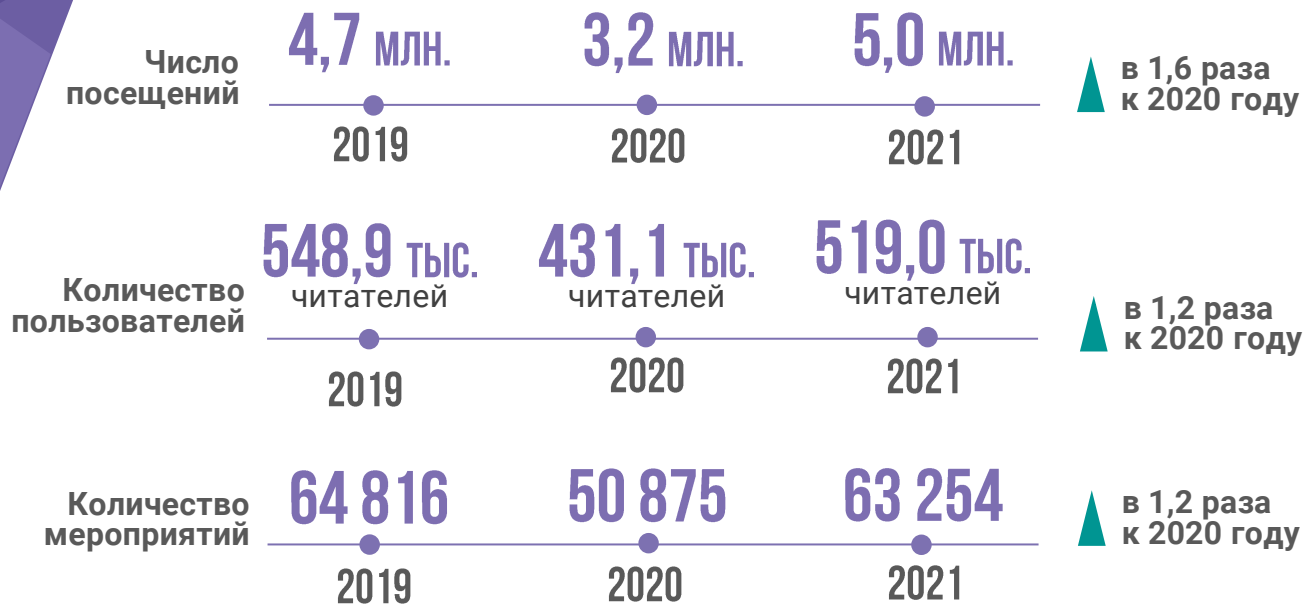 Число
посещений
4,7 млн.
3,2 млн.
5,0 млн.
2019
2020
2021
в 1,6 раза
к 2020 году
Количество
пользователей
548,9 тыс.
читателей
431,1 тыс.
читателей
519,0 тыс.
читателей
2019
2020
2021
в 1,2 раза
к 2020 году
Количество
мероприятий
64 816
50 875
63 254
2019
2020
2021
в 1,2 раза
к 2020 году